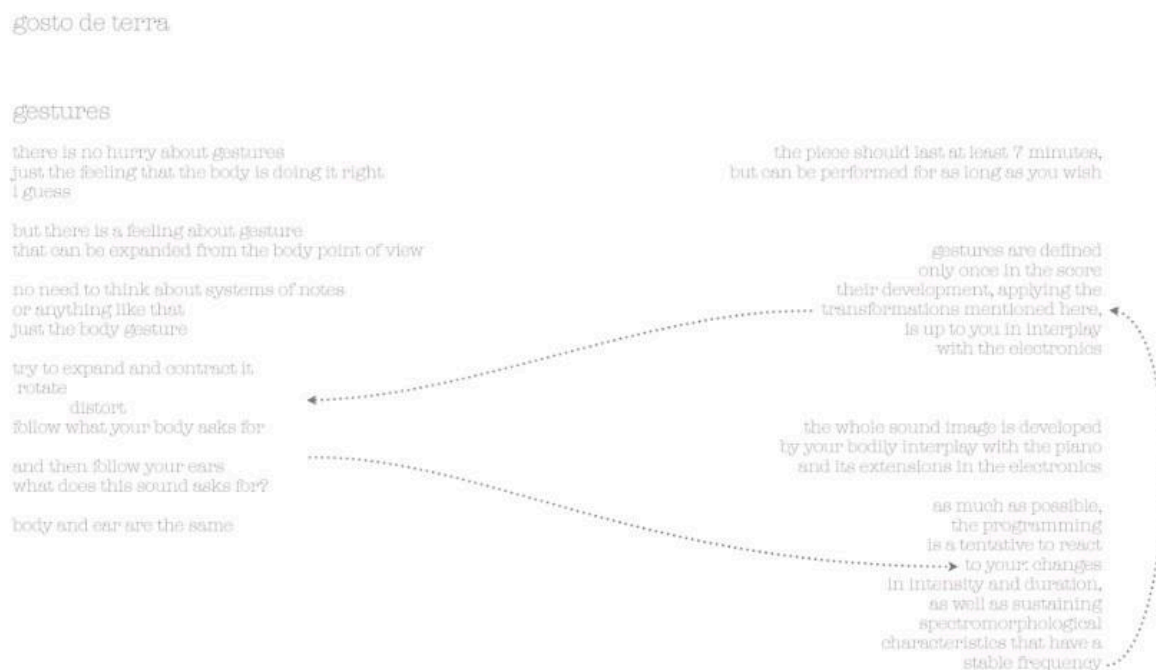 gosto de terra
gestures
there is no hurry about gestures
just the feeling that the body is doing it right
i guess
but there is a feeling about gesture
that can be expanded from the body point of view
no need to think about systems of notes
or anything like that
just the body gesture
try to expand and contract it
rotate
distort
follow what your body asks for
and then follow your ears
what does this sound asks for?
body and ear are the same
the piece should last at least 7 minutes,
but can be performed for as long as you wish
gestures are defined
only once in the score
their development, applying the
transformations mentioned here,
is up to you in interplay
with the electronics
the whole sound image is developed
by your bodily interplay with the piano
and its extensions in the electronics
as much as possible,
the programming
is a tentative to react
to your: changes
in intensity and duration,
as well as sustaining
spectromorphological
characteristics that have a
stable frequency